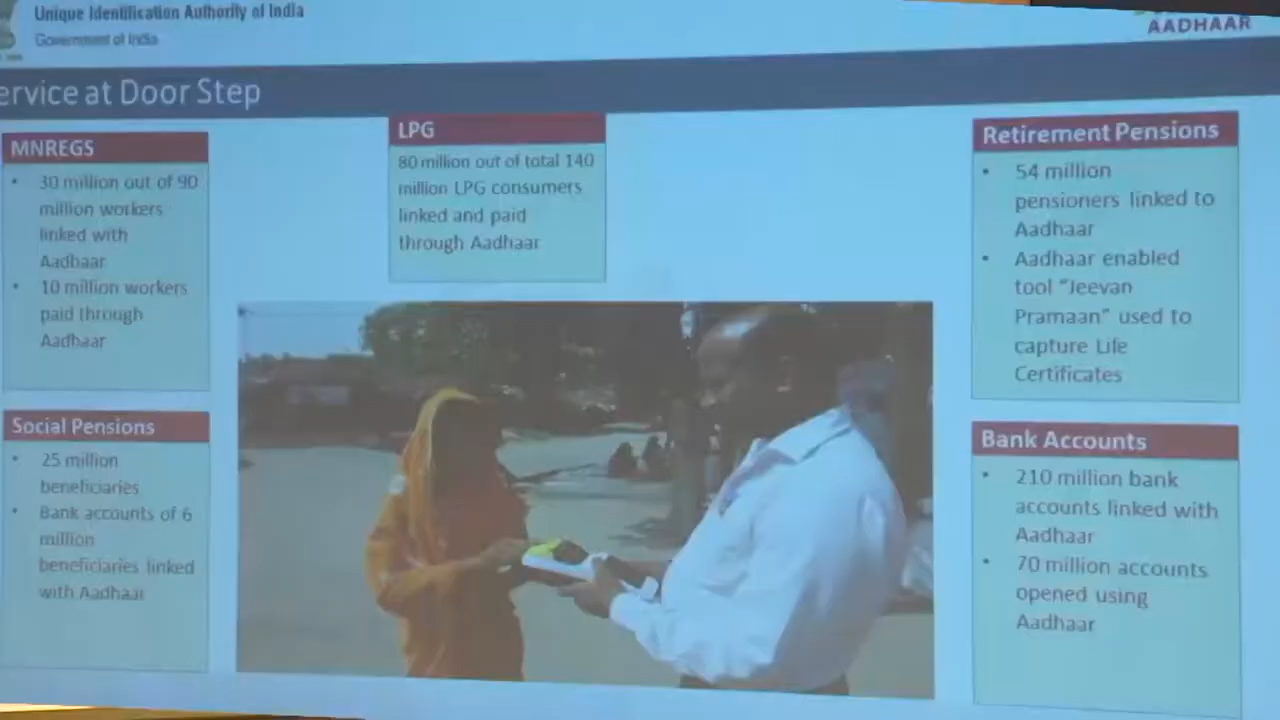 Unique Identification Authority of India
Government of India
AADHAAR
ervice at Door Step
MNREGS
• 30 million out of 90
million workers
linked with
Aadhaar
• 10 million workers
paid through
Aadhaar
LPG
80 million out of total 140
million LPG consumers
linked and paid
through Aadhaar
Retirement Pensions
• 54 million
pensioners linked to
Aadhaar
• Aadhaar enabled
tool "Jeevan
Pramaan" used to
capture Life
Certificates
Social Pensions
• 25 million
beneficiaries
• Bank accounts of 6
million
beneficiaries linked
with Aadhaar
Bank Accounts
• 210 million bank
accounts linked with
Aadhaar
• 70 million accounts
opened using
Aadhaar